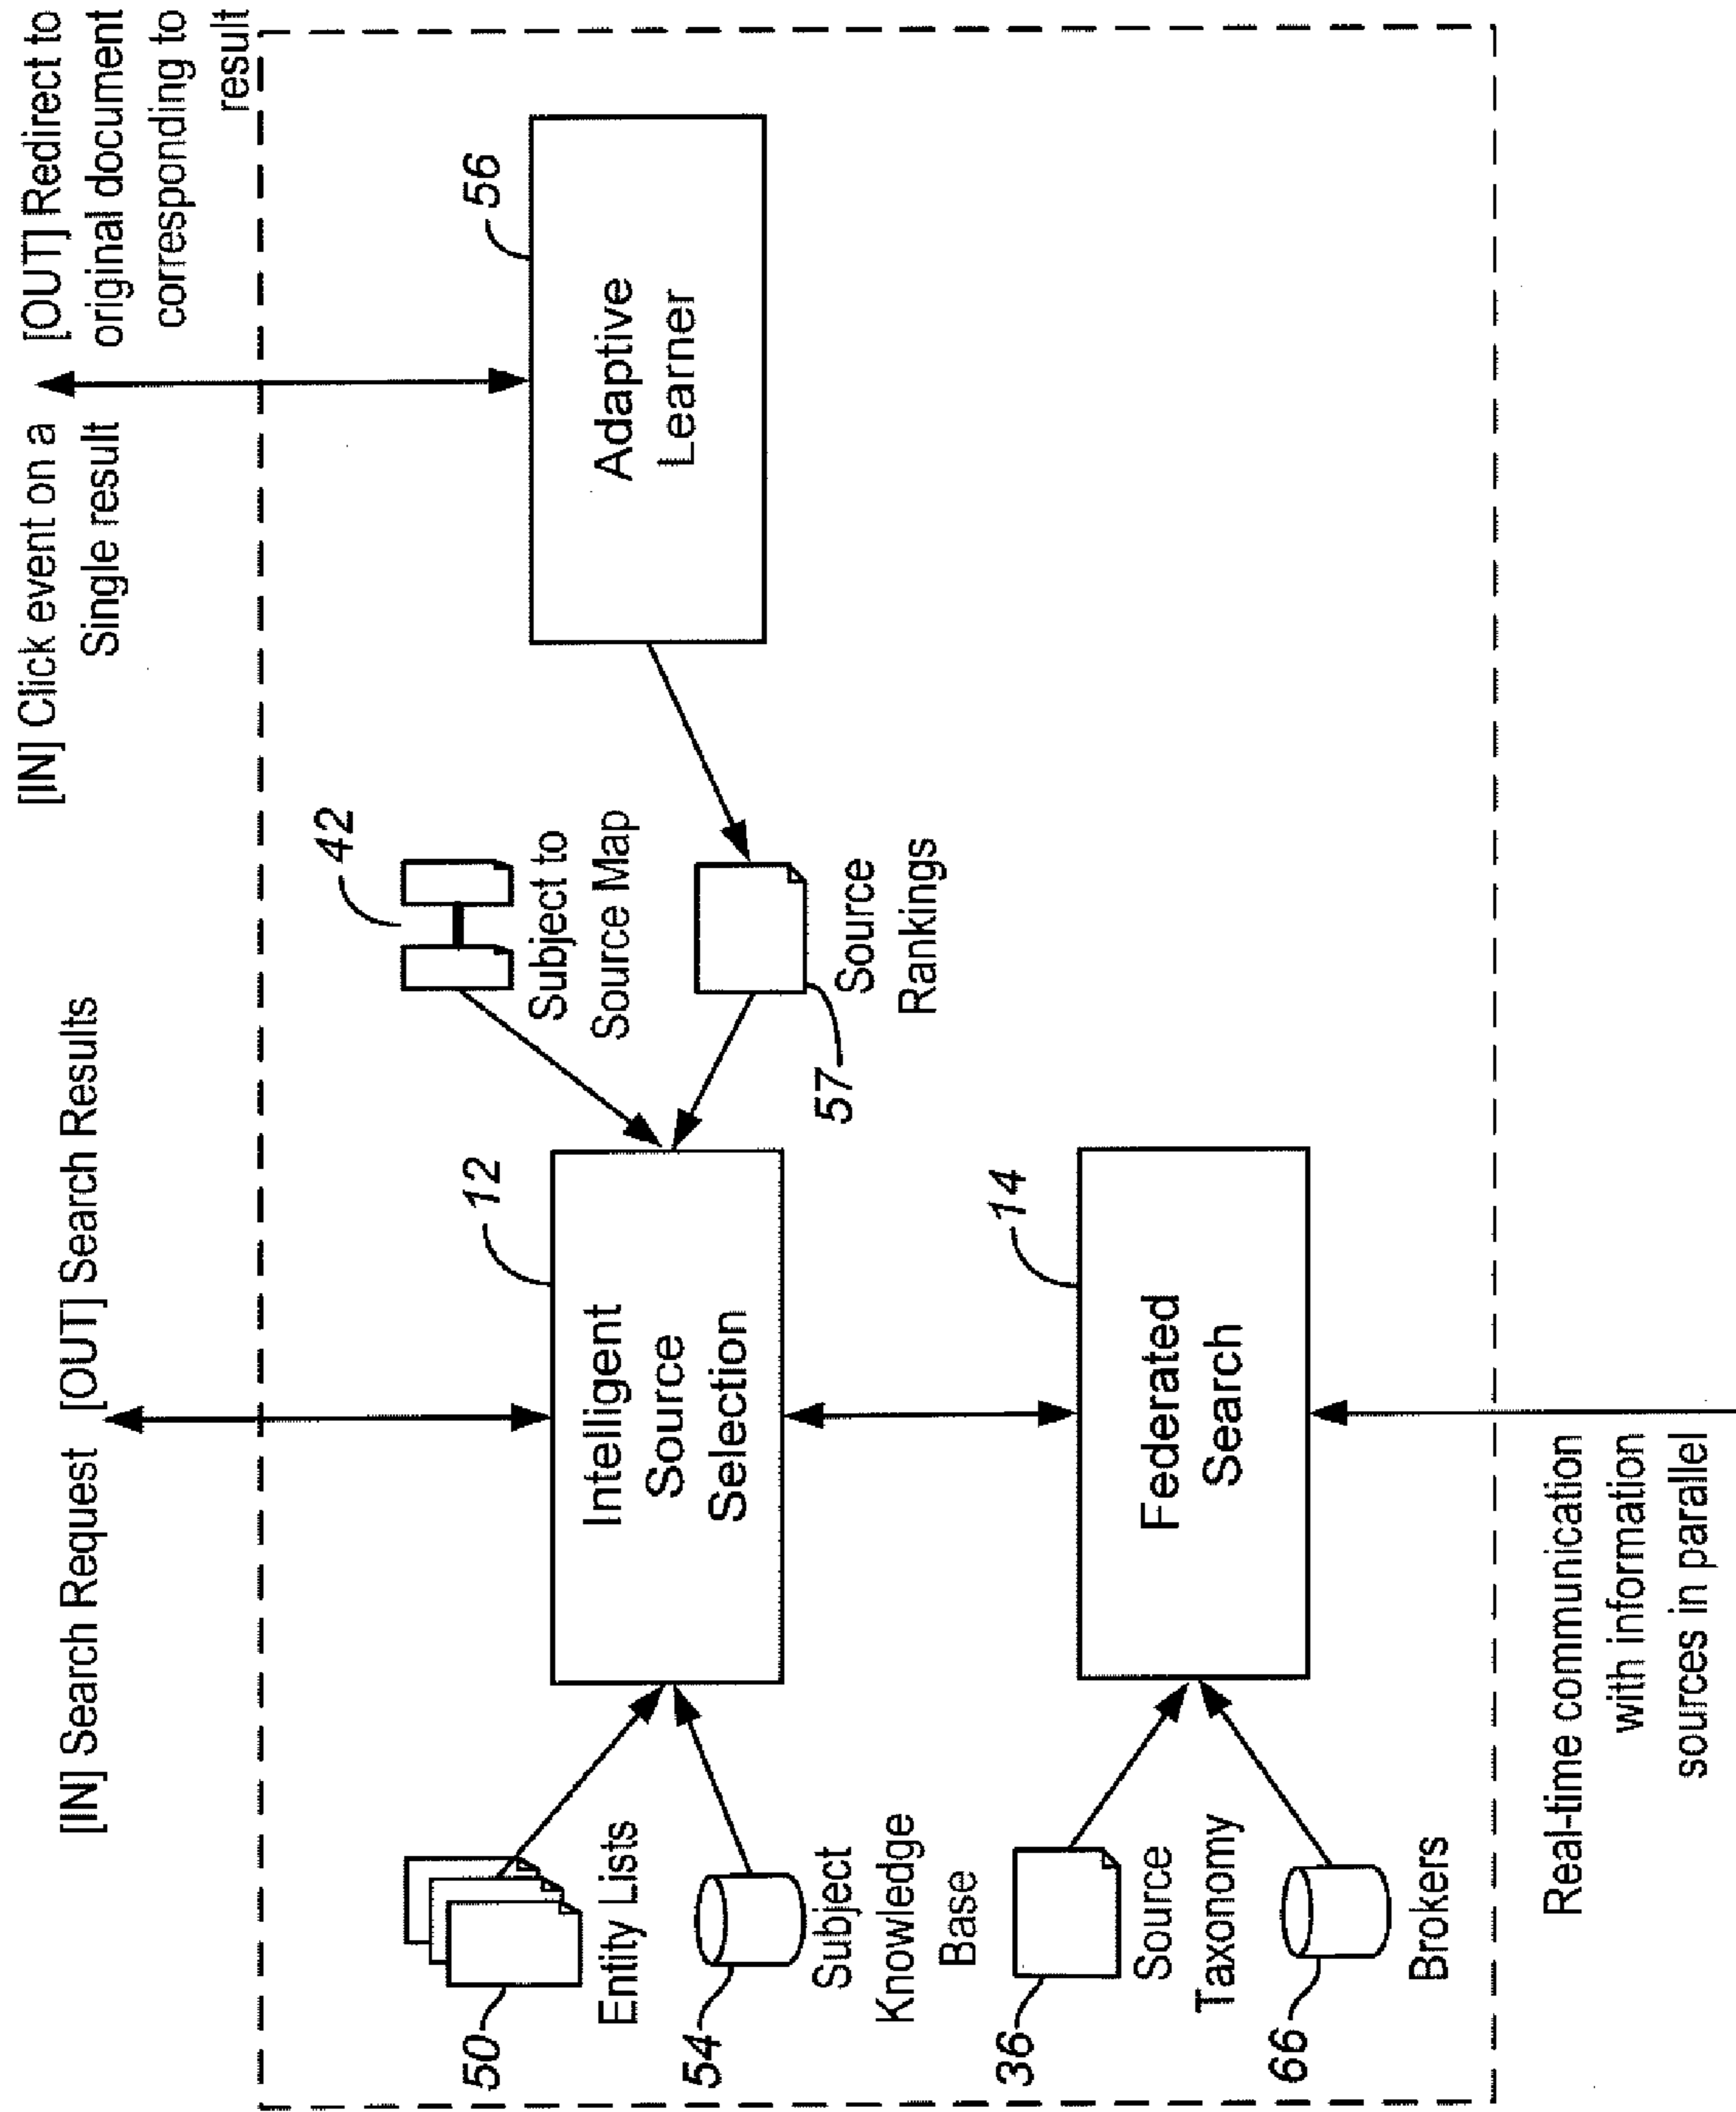 [IN] Search Request
[OUT] Search Results
[IN] Click event on a
Single result
[OUT] Redirect to
original document
corresponding to
result
50
Entity Lists
54
Subject
Knowledge
Base
12
Intelligent
Source
Selection
42
Subject to
Source Map
57
Source
Rankings
56
Adaptive
Learner
36
Source
Taxonomy
66
Brokers
14
Federated
Search
Real-time communication
with information
sources in parallel